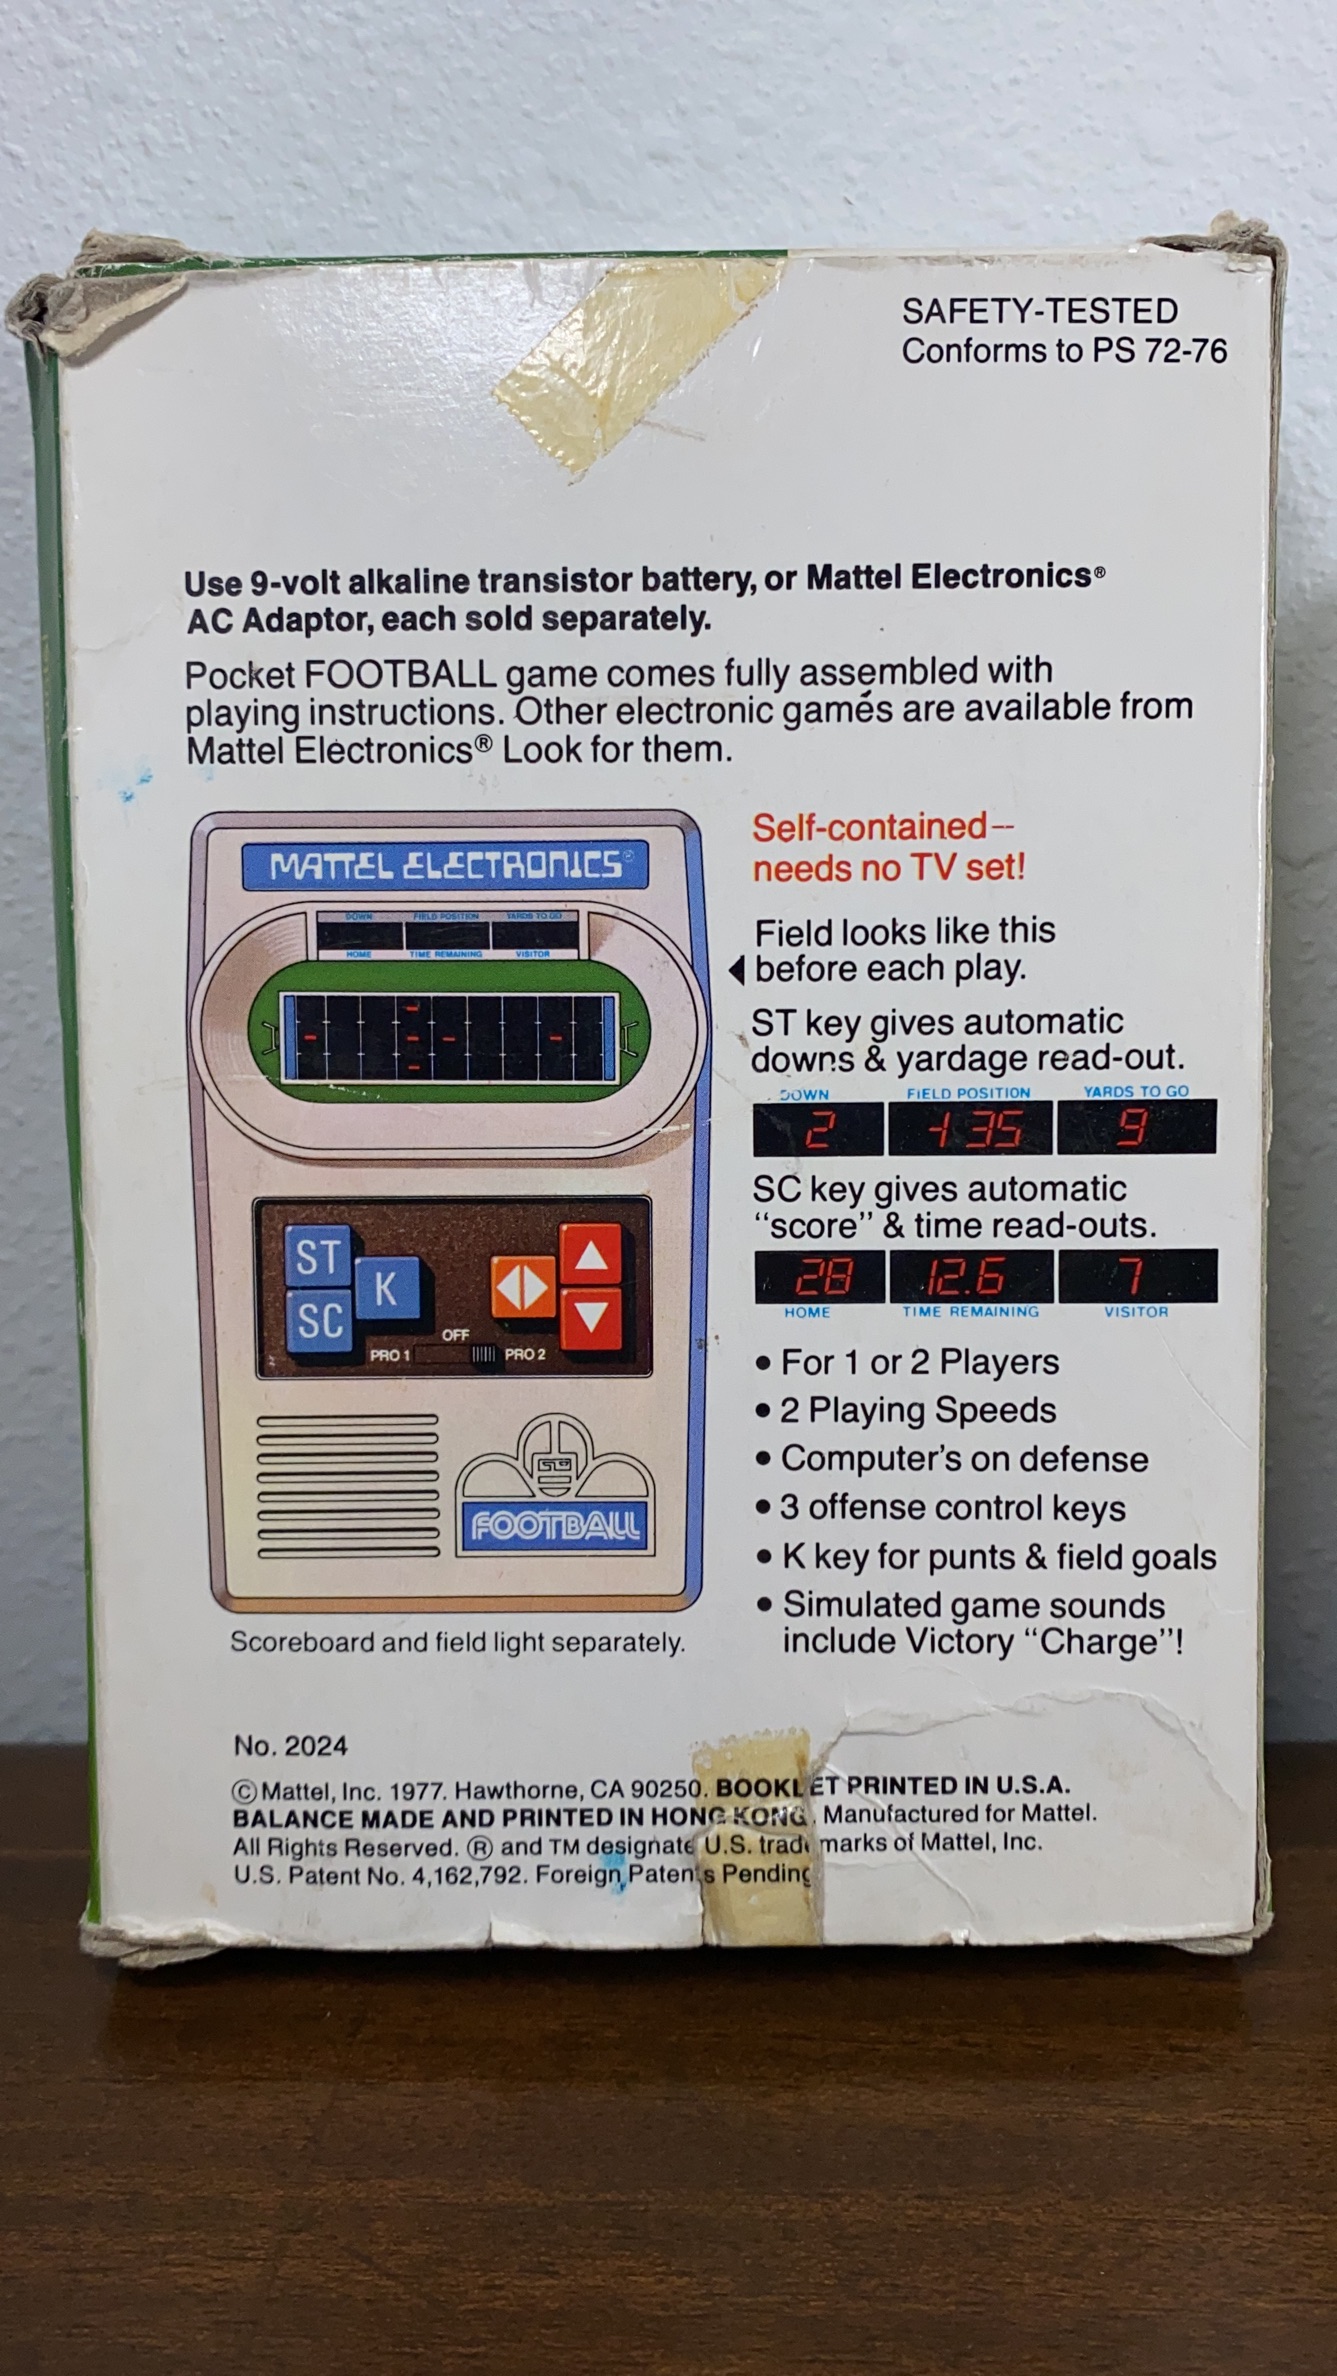 SAFETY-TESTED
Conforms to PS 72-76
Use 9-volt alkaline transistor battery, or Mattel Electronics®
AC Adaptor, each sold separately.
Pocket FOOTBALL game comes fully assembled with
playing instructions. Other electronic games are available from
Mattel Electronics® Look for them.
MATTEL ELECTRONICS®
DOWN FIELD POSITION YARDS TO GO
HOME TIME REMAINING VISITOR
ST
SC
K
OFF
PRO 1 PRO 2
FOOTBALL
Scoreboard and field light separately.
Self-contained--
needs no TV set!
Field looks like this
before each play.
ST key gives automatic
downs & yardage read-out.
DOWN FIELD POSITION YARDS TO GO
2 -| 35 9
SC key gives automatic
"score" & time read-outs.
28 12.6 7
HOME TIME REMAINING VISITOR
• For 1 or 2 Players
• 2 Playing Speeds
• Computer's on defense
• 3 offense control keys
• K key for punts & field goals
• Simulated game sounds
include Victory "Charge"!
No. 2024
© Mattel, Inc. 1977. Hawthorne, CA 90250. BOOKLET PRINTED IN U.S.A.
BALANCE MADE AND PRINTED IN HONG KONG. Manufactured for Mattel.
All Rights Reserved. ® and TM designate U.S. trademarks of Mattel, Inc.
U.S. Patent No. 4,162,792. Foreign Patents Pending